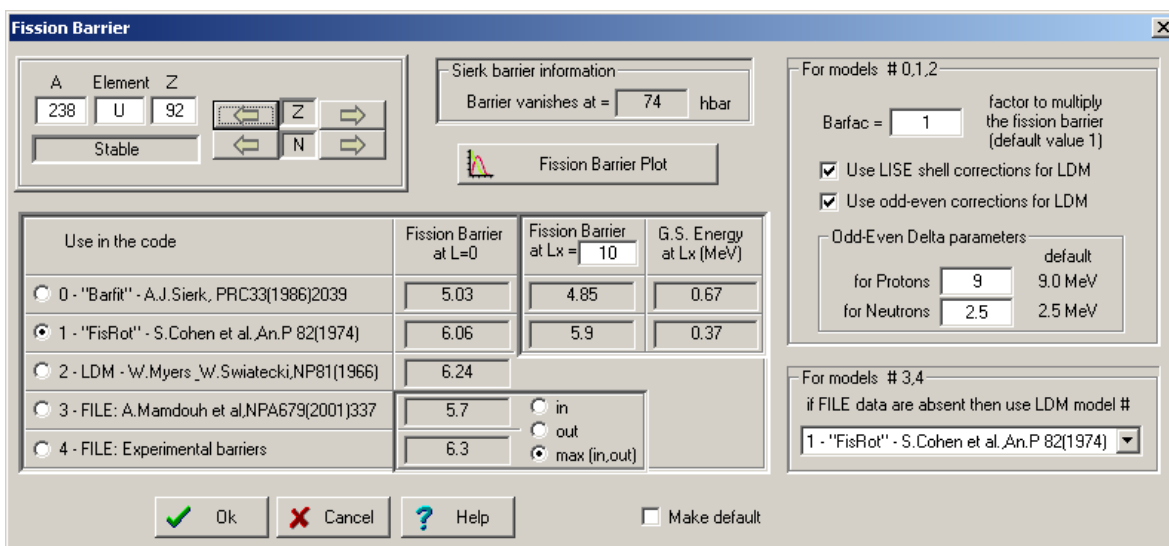 Fission Barrier
A Element Z
238 U 92
Z
N
Stable
Sierk barrier information
Barrier vanishes at = 74 hbar
Fission Barrier Plot
For models # 0,1,2
Barfac = 1
factor to multiply
the fission barrier
(default value 1)
Use LISE shell corrections for LDM
Use odd-even corrections for LDM
Odd-Even Delta parameters
default
for Protons 9 9.0 MeV
for Neutrons 2.5 2.5 MeV
Use in the code
Fission Barrier
at L=0
Fission Barrier
at Lx = 10
G.S. Energy
at Lx (MeV)
0 - "Barfit" - A.J.Sierk, PRC33(1986)2039 5.03 4.85 0.67
1 - "FisRot" - S.Cohen et al.,An.P 82(1974) 6.06 5.9 0.37
2 - LDM - W.Myers _W.Swiatecki,NP81(1966) 6.24
3 - FILE: A.Mamdouh et al,NPA679(2001)337 5.7
4 - FILE: Experimental barriers 6.3
in
out
max (in,out)
For models # 3,4
if FILE data are absent then use LDM model #
1 - "FisRot" - S.Cohen et al.,An.P 82(1974)
Ok
Cancel
? Help
Make default